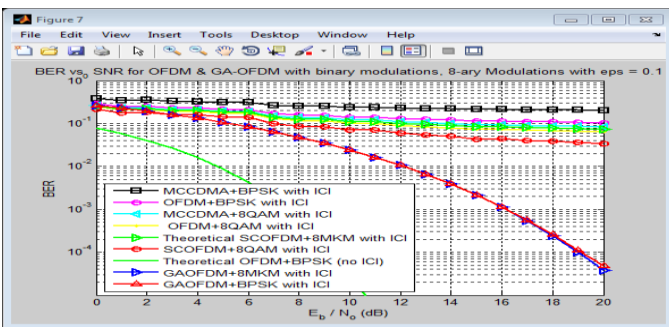 Figure 7
File Edit View Insert Tools Desktop Window Help
BER vs. SNR for OFDM & GA-OFDM with binary modulations, 8-ary Modulations with eps = 0.1
10^0
10^-1
10^-2
10^-3
10^-4
BER
MCCDMA+BPSK with ICI
OFDM+BPSK with ICI
MCCDMA+8QAM with ICI
OFDM+8QAM with ICI
Theoretical SCOFDM+8MKM with ICI
SCOFDM+8QAM with ICI
Theoretical OFDM+BPSK (no ICI)
GAOFDM+8MKM with ICI
GAOFDM+BPSK with ICI
0 2 4 6 8 10 12 14 16 18 20
E_b / N_o (dB)